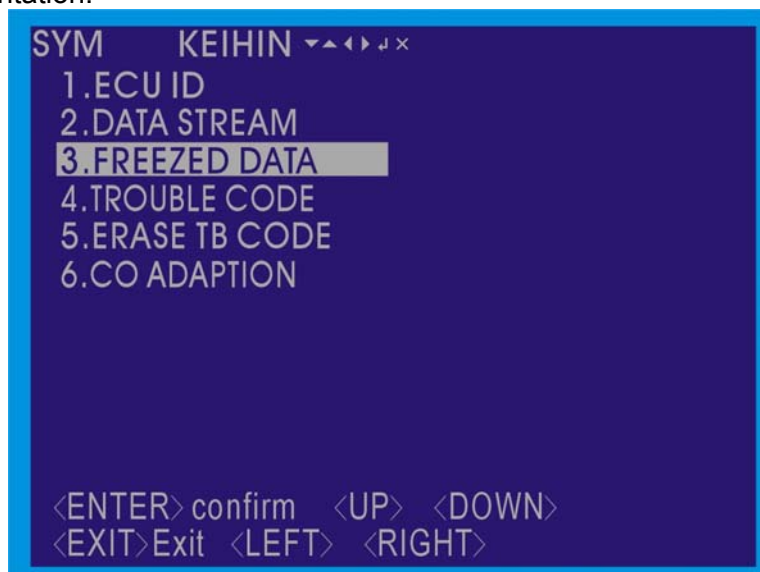 SYM KEIHIN
1.ECU ID
2.DATA STREAM
3.FREEZED DATA
4.TROUBLE CODE
5.ERASE TB CODE
6.CO ADAPTION
<ENTER> confirm <UP> <DOWN>
<EXIT>Exit <LEFT> <RIGHT>